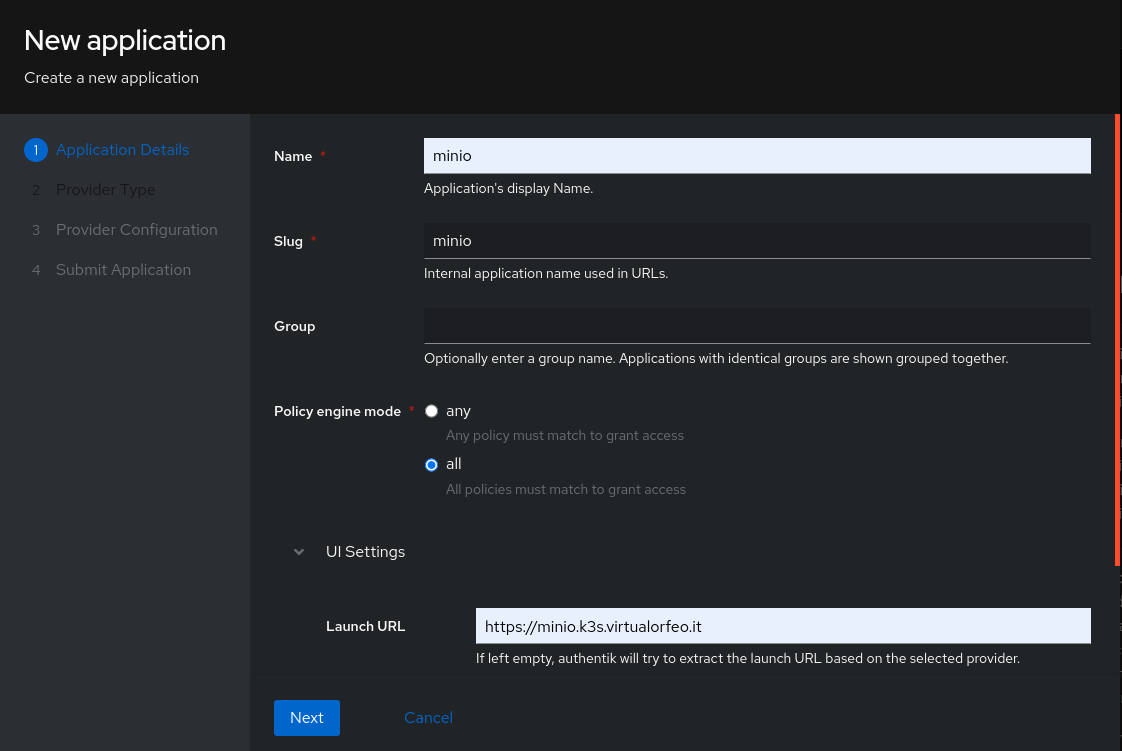 New application
Create a new application
1 Application Details
2 Provider Type
3 Provider Configuration
4 Submit Application
Name *
minio
Application's display Name.
Slug *
minio
Internal application name used in URLs.
Group
Optionally enter a group name. Applications with identical groups are shown grouped together.
Policy engine mode *
any
Any policy must match to grant access
all
All policies must match to grant access
UI Settings
Launch URL
https://minio.k3s.virtualorfeo.it
If left empty, authentik will try to extract the launch URL based on the selected provider.
Next
Cancel